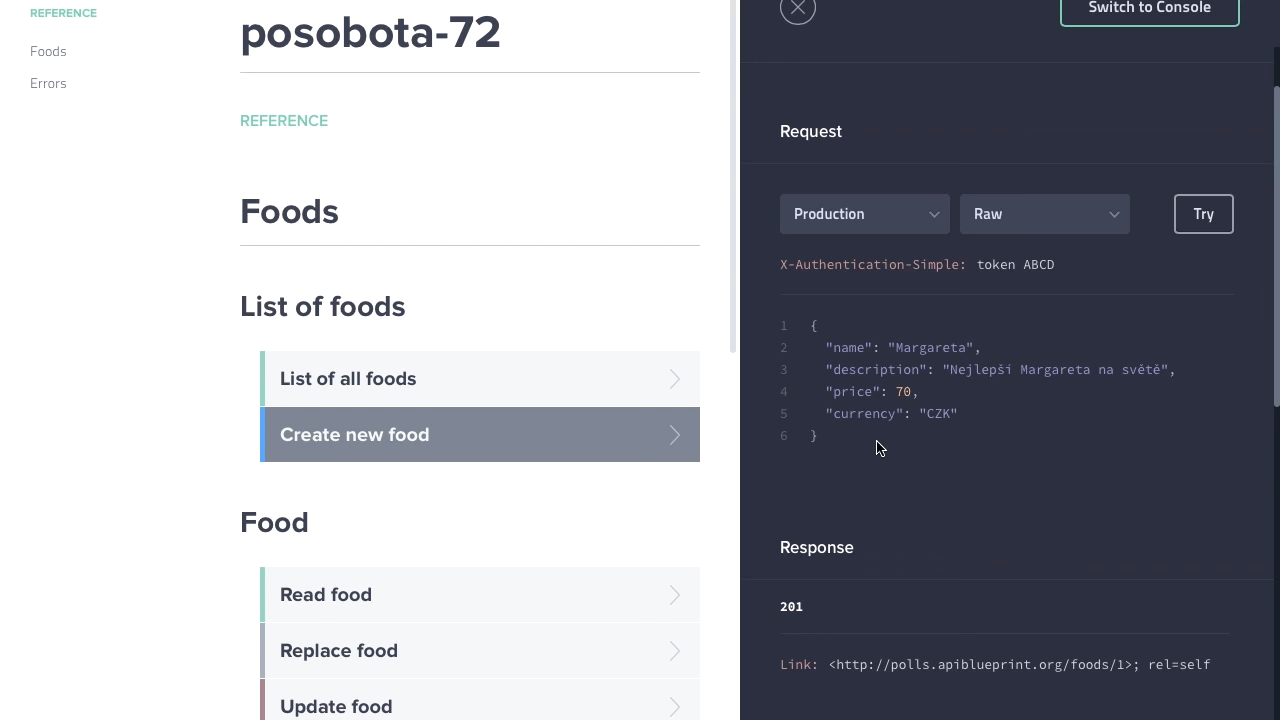 REFERENCE
Foods
Errors
posobota-72
REFERENCE
Foods
List of foods
List of all foods
Create new food
Food
Read food
Replace food
Update food
Switch to Console
Request
Production
Raw
Try
X-Authentication-Simple: token ABCD
1 {
2 "name": "Margareta",
3 "description": "Nejlepší Margareta na světě",
4 "price": 70,
5 "currency": "CZK"
6 }
Response
201
Link: <http://polls.apiblueprint.org/foods/1>; rel=self